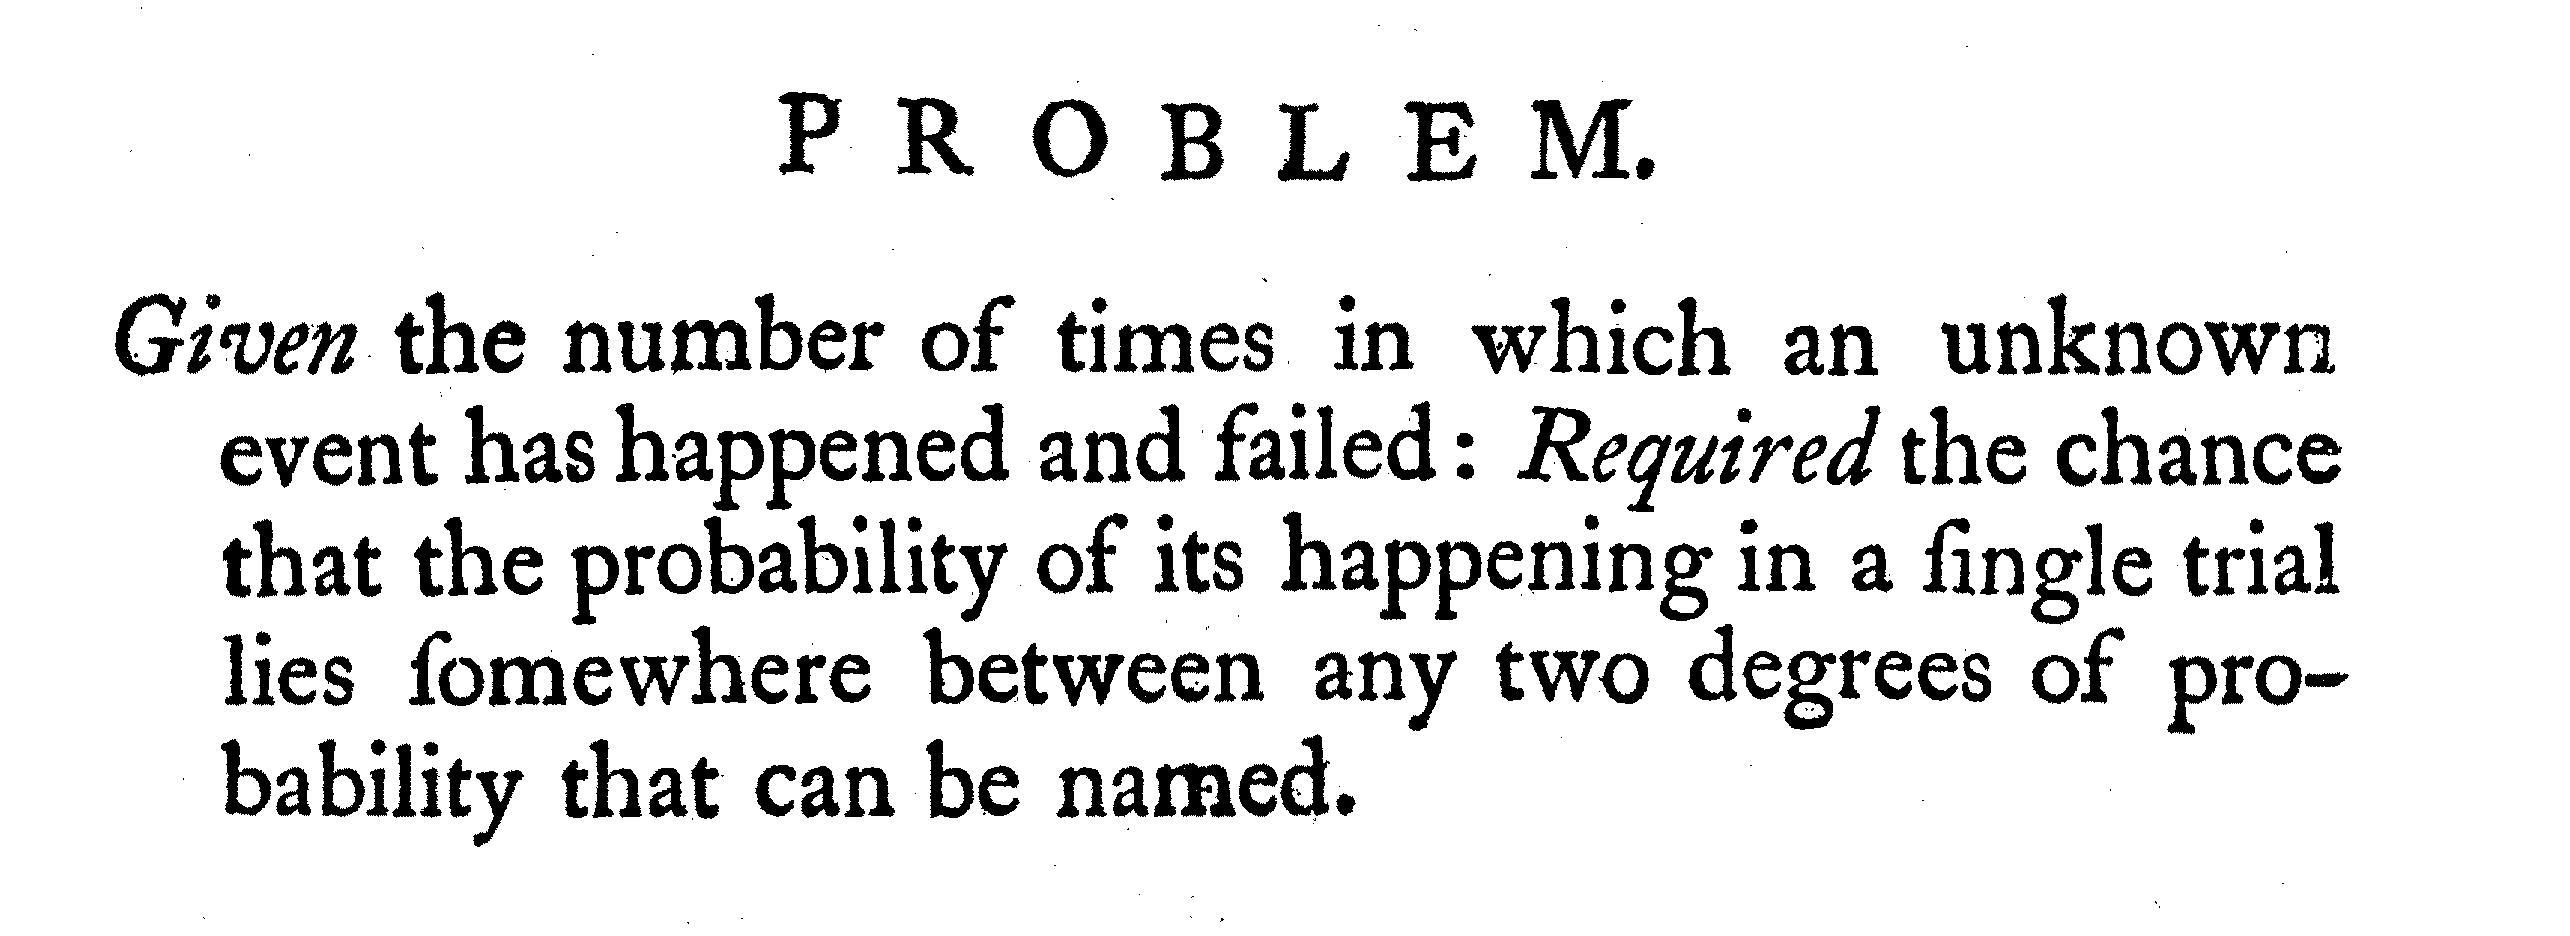 PROBLEM.
Given the number of times in which an unknown
event has happened and failed: Required the chance
that the probability of its happening in a ſingle trial
lies ſomewhere between any two degrees of pro-
bability that can be named.